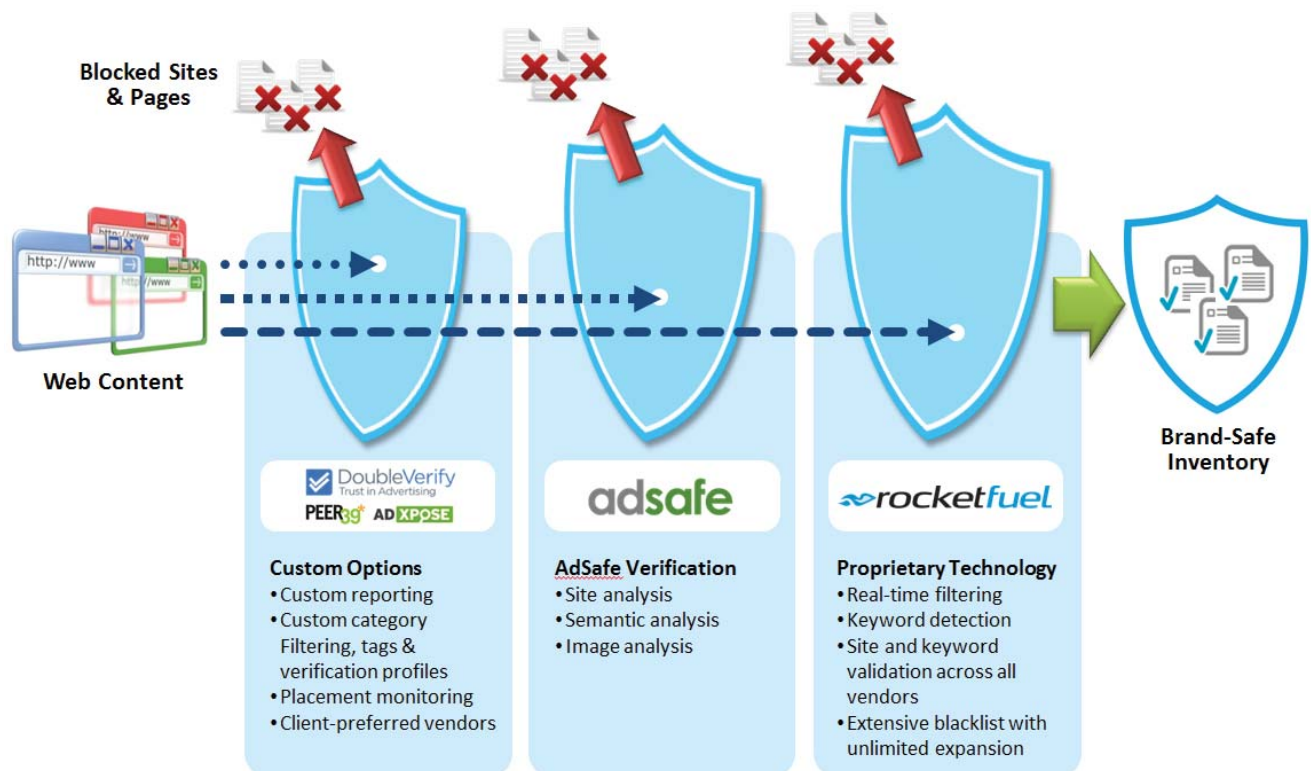 Blocked Sites
& Pages
http://www
http://www
http://www
Web Content
DoubleVerify
Trust in Advertising
PEER39 ADXPOSE
Custom Options
• Custom reporting
• Custom category
Filtering, tags &
verification profiles
• Placement monitoring
• Client-preferred vendors
adsafe
AdSafe Verification
• Site analysis
• Semantic analysis
• Image analysis
rocketfuel
Proprietary Technology
• Real-time filtering
• Keyword detection
• Site and keyword
validation across all
vendors
• Extensive blacklist with
unlimited expansion
Brand-Safe
Inventory